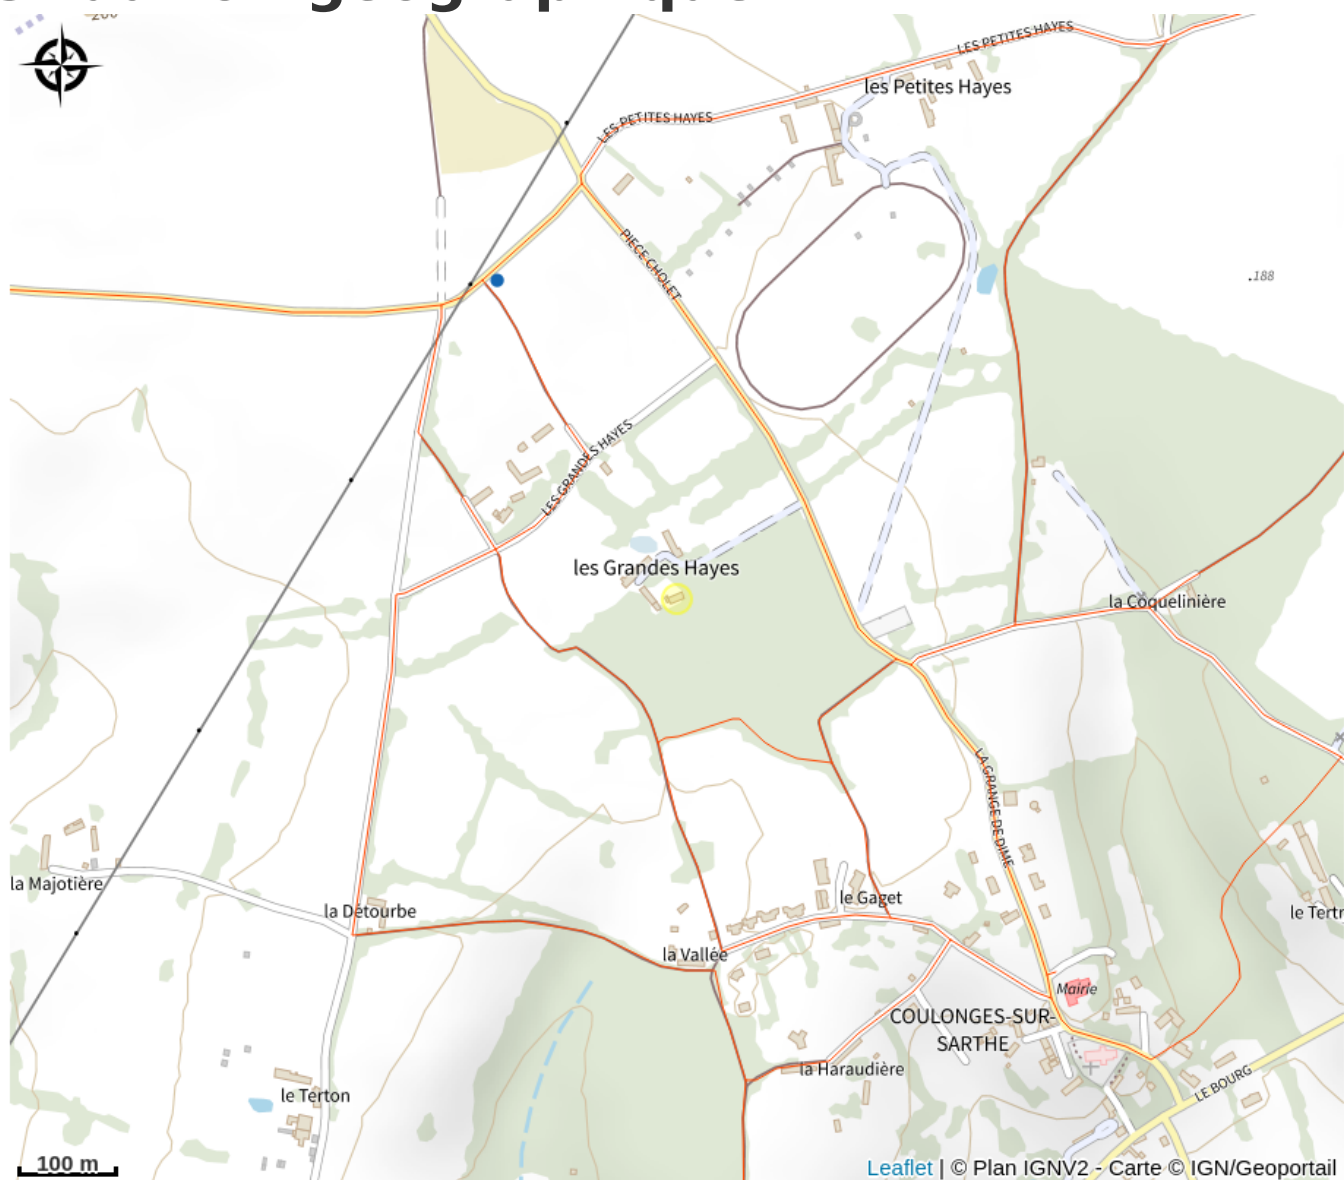 LES PETITES HAYES
les Petites Hayes
LES PETITES HAYES
PIECE CHOLET
.188
LES GRANDES HAYES
les Grandes Hayes
la Coquelinière
LA GRANGE DE DIME
la Majotière
la Détourbe
le Gaget
le Tertr
la Vallée
Mairie
COULONGES-SUR-
SARTHE
la Haraudière
le Terton
LE BOURG
100 m
Leaflet | © Plan IGNV2 - Carte © IGN/Geoportail